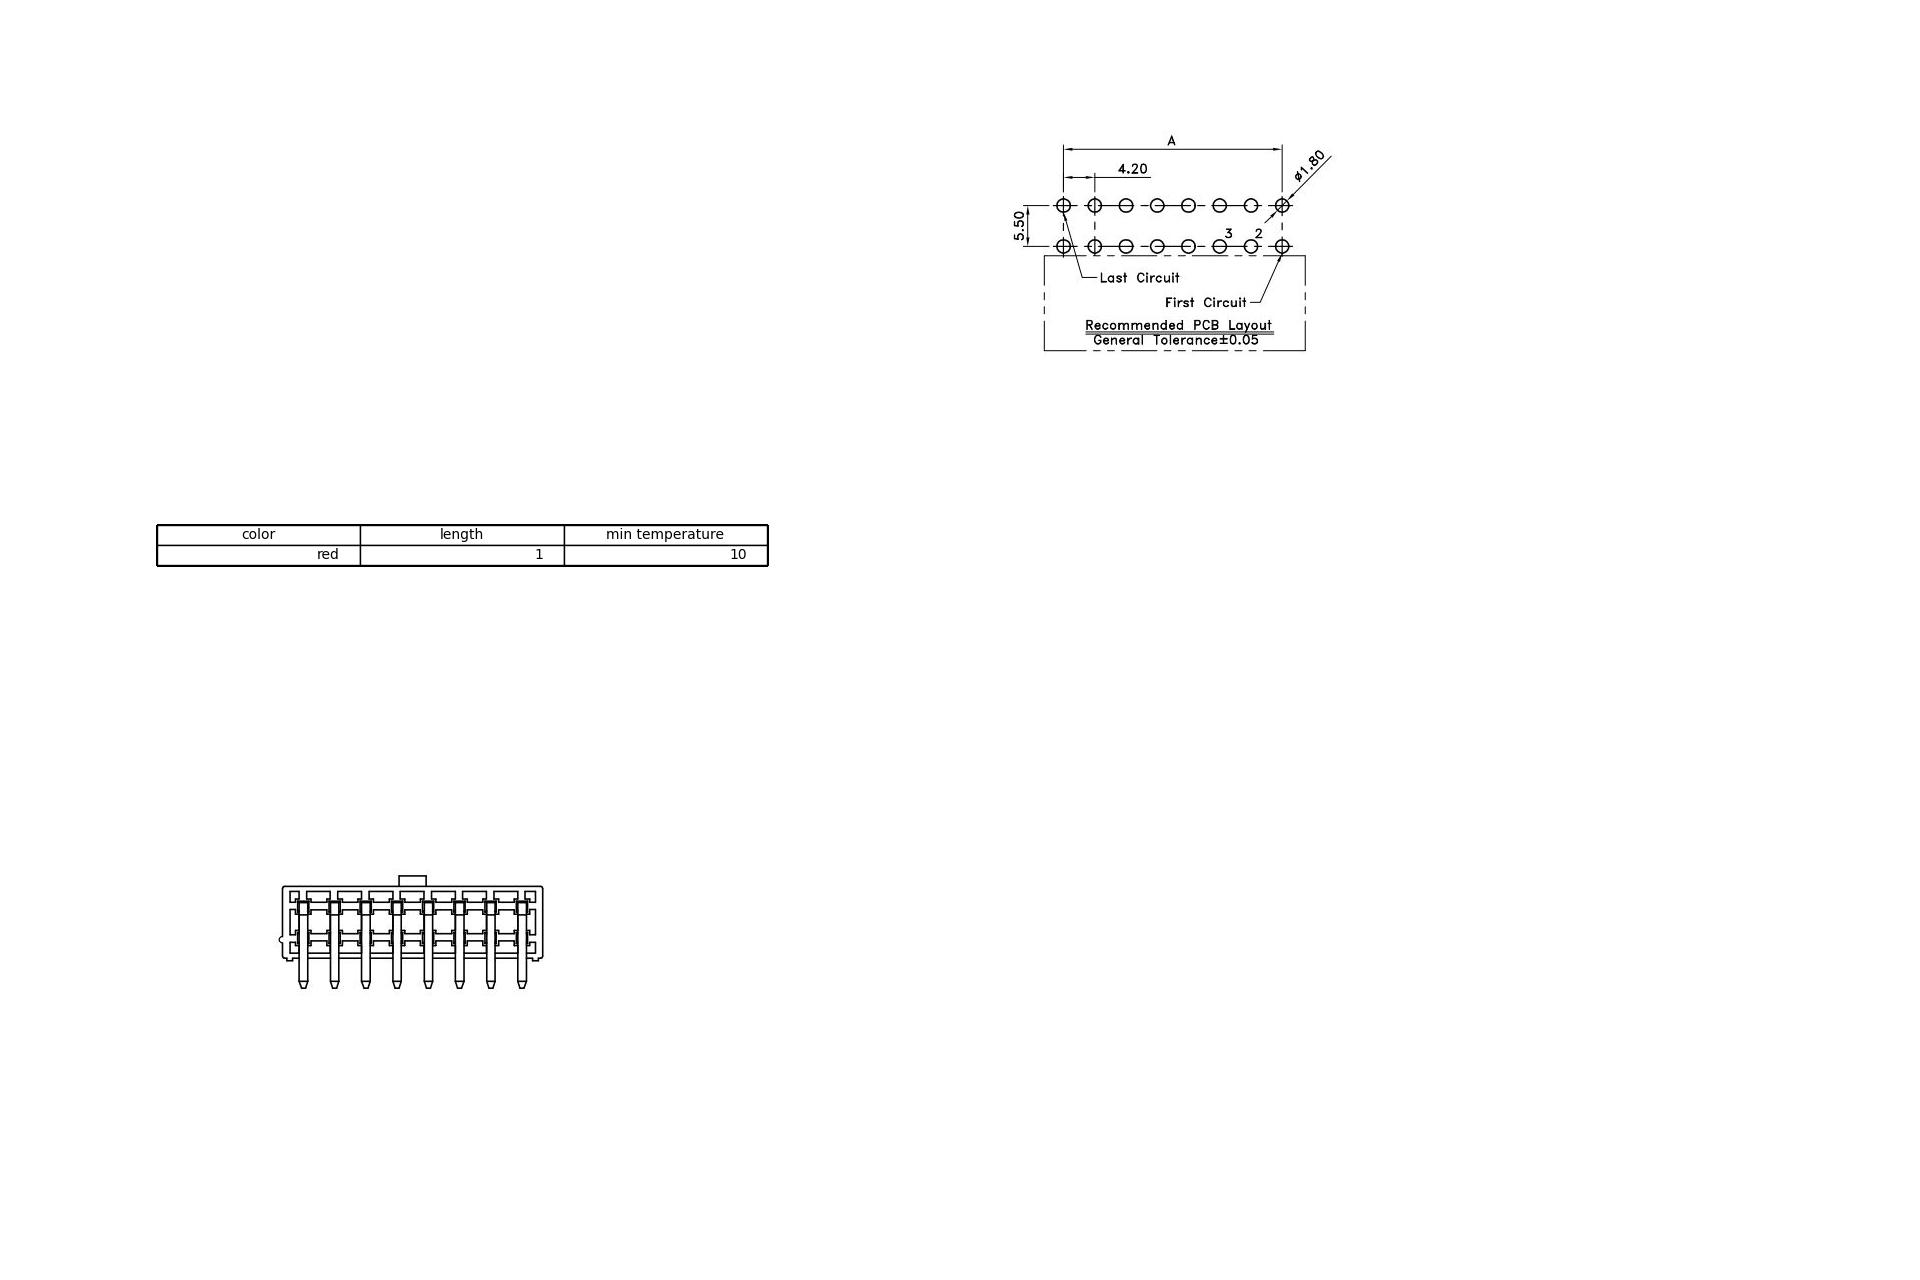 A
4.20
ø1.80
5.50
3 2
Last Circuit
First Circuit
Recommended PCB Layout
General Tolerance±0.05
color length min temperature
red 1 10